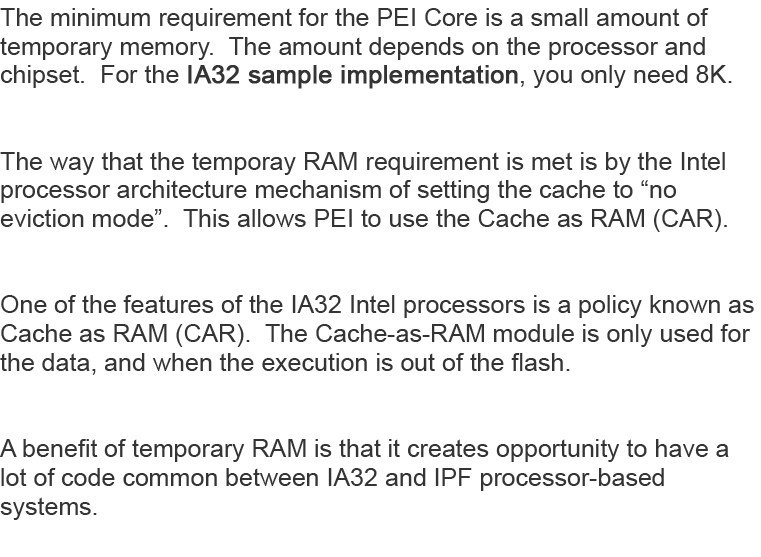 The minimum requirement for the PEI Core is a small amount of
temporary memory.  The amount depends on the processor and
chipset.  For the IA32 sample implementation, you only need 8K.
The way that the temporay RAM requirement is met is by the Intel
processor architecture mechanism of setting the cache to “no
eviction mode”.  This allows PEI to use the Cache as RAM (CAR).
One of the features of the IA32 Intel processors is a policy known as
Cache as RAM (CAR).  The Cache-as-RAM module is only used for
the data, and when the execution is out of the flash.
A benefit of temporary RAM is that it creates opportunity to have a
lot of code common between IA32 and IPF processor-based
systems.